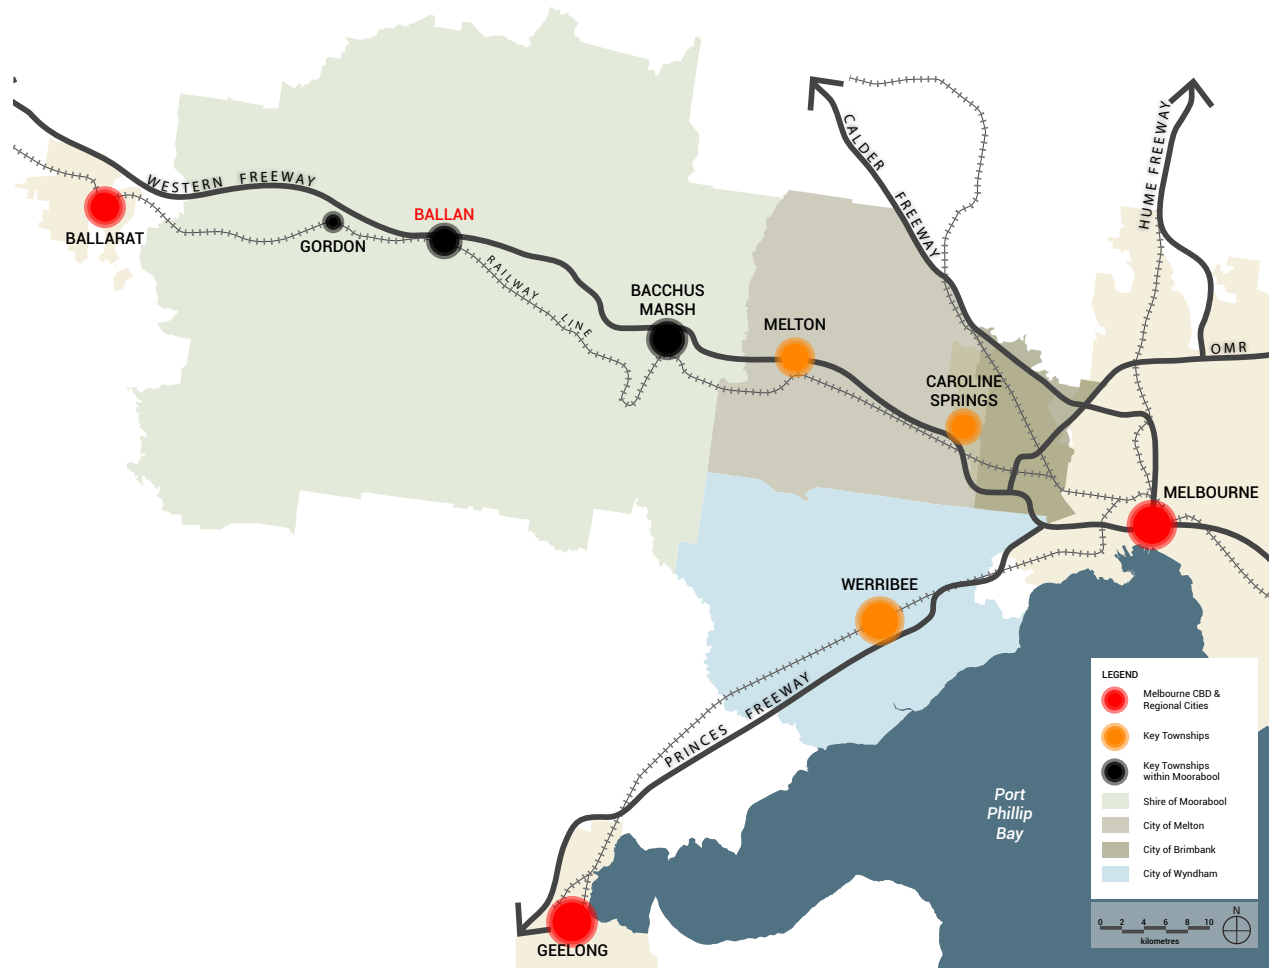 CALDER FREEWAY
HUME FREEWAY
WESTERN FREEWAY
BALLARAT
GORDON
BALLAN
RAILWAY LINE
BACCHUS
MARSH
MELTON
OMR
CAROLINE
SPRINGS
MELBOURNE
WERRIBEE
PRINCES FREEWAY
GEELONG
Port
Phillip
Bay
LEGEND
Melbourne CBD &
Regional Cities
Key Townships
Key Townships
within Moorabool
Shire of Moorabool
City of Melton
City of Brimbank
City of Wyndham
0 2 4 6 8 10
kilometres
N